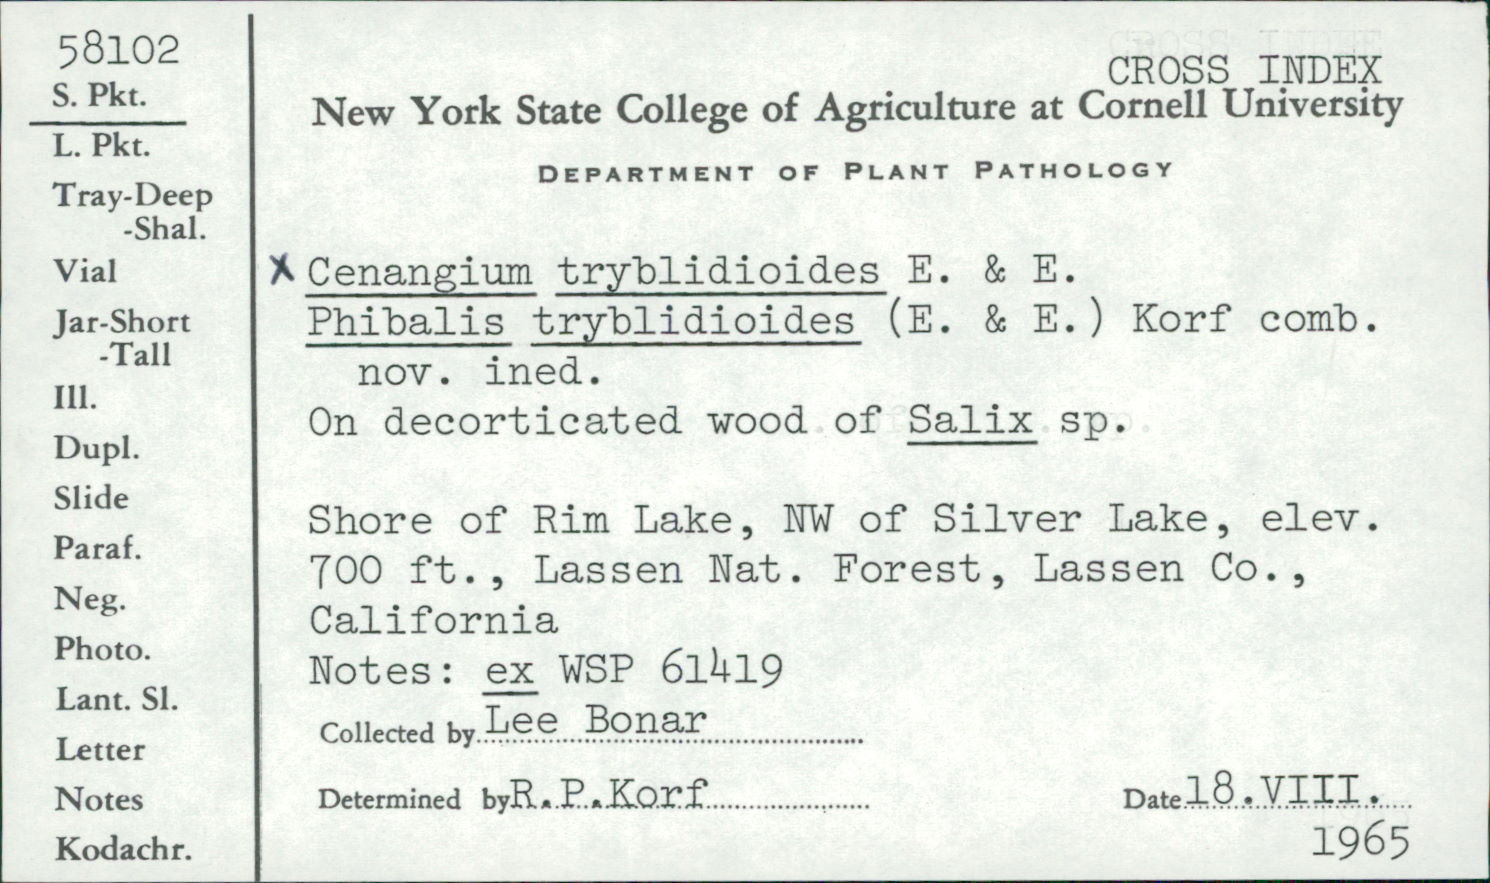 58102
S. Pkt.
L. Pkt.
Tray-Deep
-Shal.
Vial
Jar-Short
-Tall
Ill.
Dupl.
Slide
Paraf.
Neg.
Photo.
Lant. Sl.
Letter
Notes
Kodachr.
CROSS INDEX
New York State College of Agriculture at Cornell University
DEPARTMENT OF PLANT PATHOLOGY
X Cenangium tryblidioides E. & E.
Phibalis tryblidioides (E. & E.) Korf comb.
nov. ined.
On decorticated wood of Salix sp.
Shore of Rim Lake, NW of Silver Lake, elev.
700 ft., Lassen Nat. Forest, Lassen Co.,
California
Notes: ex WSP 61419
Collected by Lee Bonar
Determined by R.P.Korf
Date 18.VIII.
1965